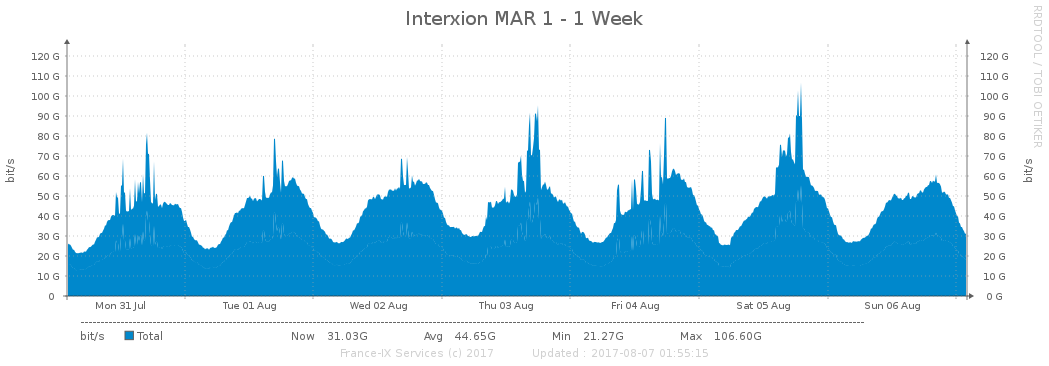 Interxion MAR 1 - 1 Week
RRDTOOL / TOBI OETIKER
bit/s
120 G 120 G
110 G 110 G
100 G 100 G
90 G 90 G
80 G 80 G
70 G 70 G
60 G 60 G
50 G 50 G
40 G 40 G
30 G 30 G
20 G 20 G
10 G 10 G
0 0 G
bit/s
Mon 31 Jul Tue 01 Aug Wed 02 Aug Thu 03 Aug Fri 04 Aug Sat 05 Aug Sun 06 Aug
bit/s Total Now 31.03G Avg 44.65G Min 21.27G Max 106.60G
France-IX Services (c) 2017 Updated : 2017-08-07 01:55:15